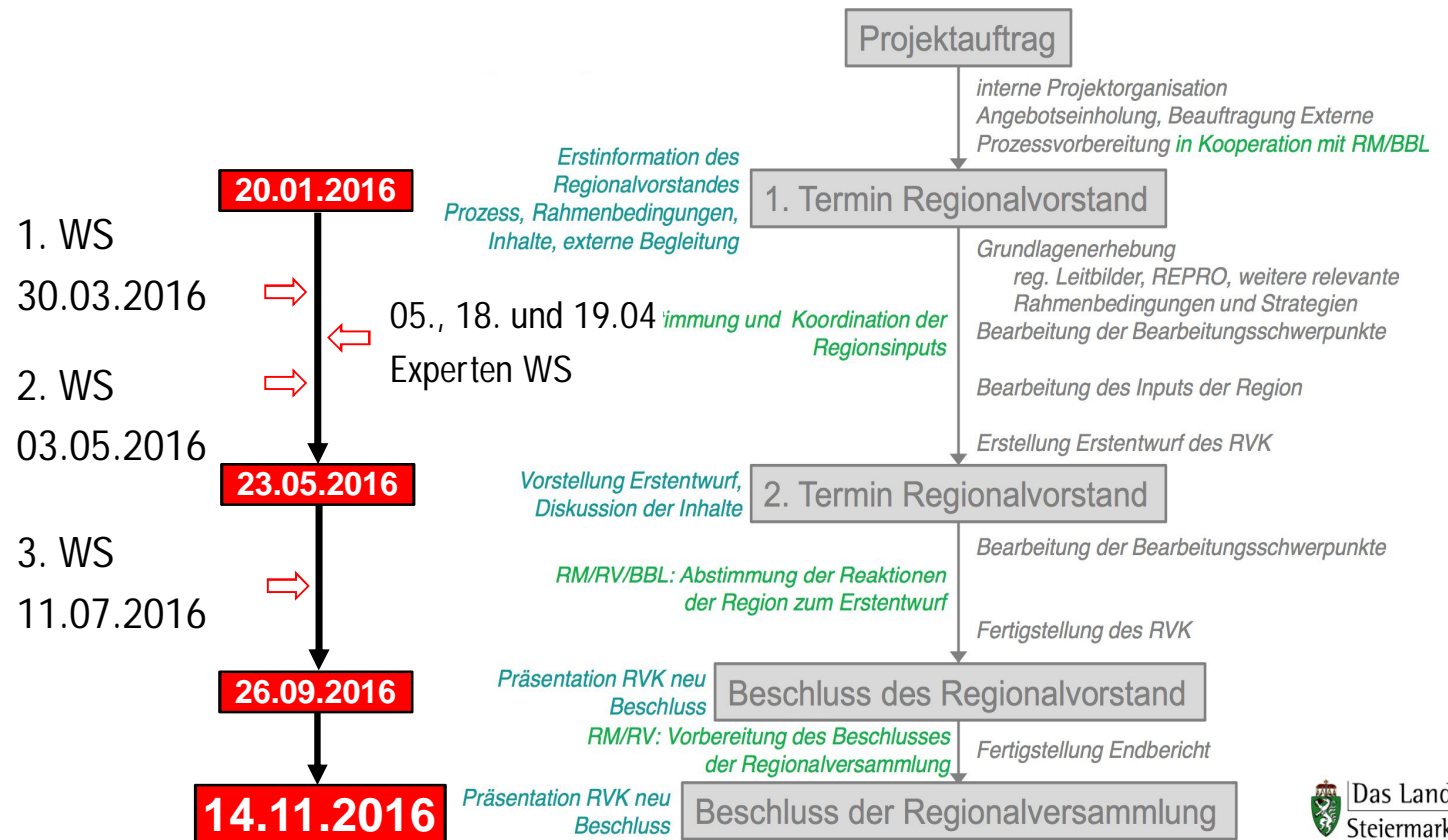 Projektauftrag
interne Projektorganisation
Angebotseinholung, Beauftragung Externe
Prozessvorbereitung in Kooperation mit RM/BBL
20.01.2016
Erstinformation des
Regionalvorstandes
Prozess, Rahmenbedingungen,
Inhalte, externe Begleitung
1. Termin Regionalvorstand
1. WS
30.03.2016
Grundlagenerhebung
reg. Leitbilder, REPRO, weitere relevante
Rahmenbedingungen und Strategien
Bearbeitung der Bearbeitungsschwerpunkte
05., 18. und 19.04
Experten WS
immung und Koordination der
Regionsinputs
2. WS
03.05.2016
Bearbeitung des Inputs der Region
Erstellung Erstentwurf des RVK
23.05.2016
Vorstellung Erstentwurf,
Diskussion der Inhalte
2. Termin Regionalvorstand
3. WS
11.07.2016
Bearbeitung der Bearbeitungsschwerpunkte
RM/RV/BBL: Abstimmung der Reaktionen
der Region zum Erstentwurf
Fertigstellung des RVK
26.09.2016
Präsentation RVK neu
Beschluss
Beschluss des Regionalvorstand
RM/RV: Vorbereitung des Beschlusses
der Regionalversammlung
Fertigstellung Endbericht
14.11.2016
Präsentation RVK neu
Beschluss
Beschluss der Regionalversammlung
Das Land
Steiermark